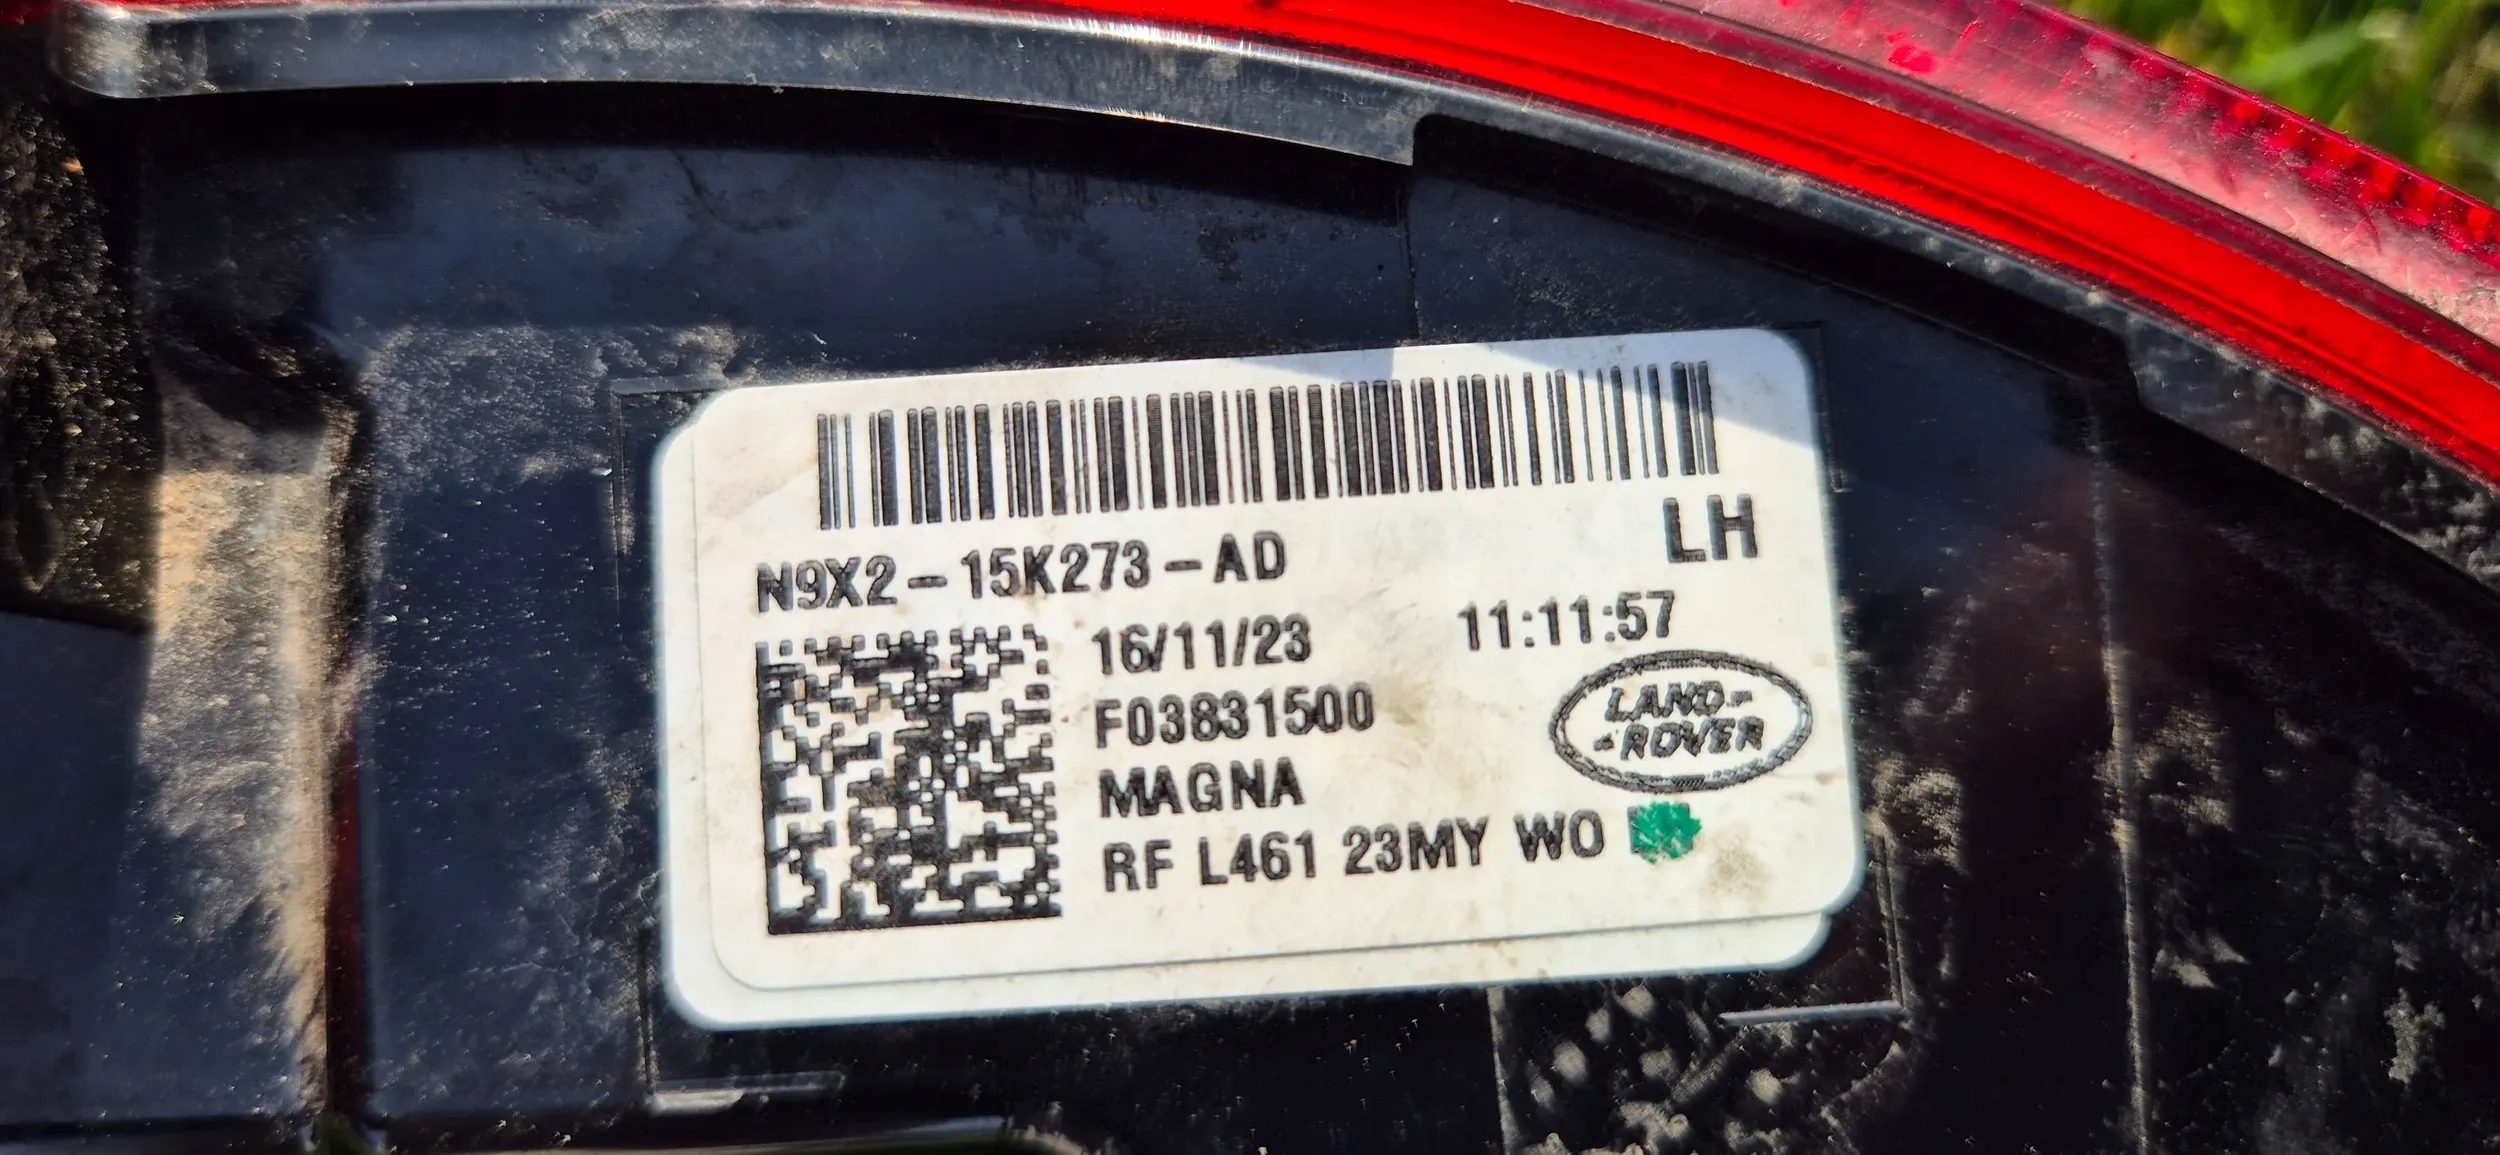 LH
N9X2-15K273-AD
16/11/23 11:11:57
F03831500
LAND-
-ROVER
MAGNA
RF L461 23MY WO